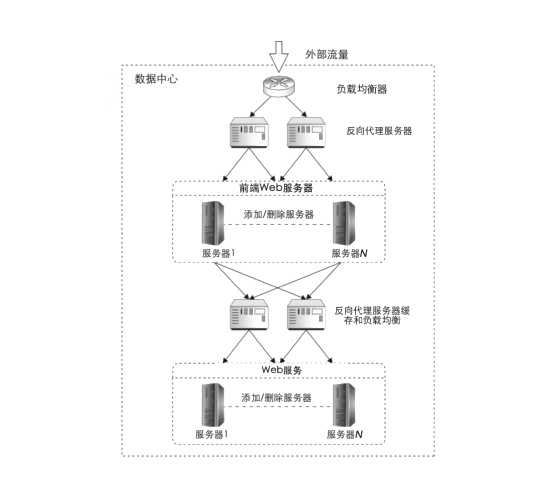 外部流量
数据中心
负载均衡器
反向代理服务器
前端Web服务器
添加/删除服务器
服务器1
服务器N
反向代理服务器缓
存和负载均衡
Web服务
添加/删除服务器
服务器1
服务器N